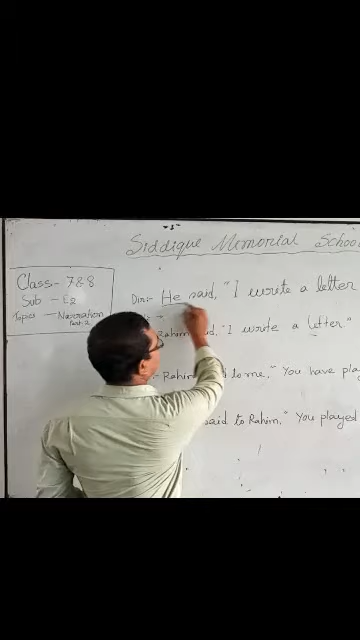 Siddique Memorial School
Class- 7&8
Sub - E2
Topic - Narration
Part-2
Dir:- He said, "I write a letter
Rahim said, "I write a letter."
:- Rahim said to me, "You have pla
said to Rahim, "You played